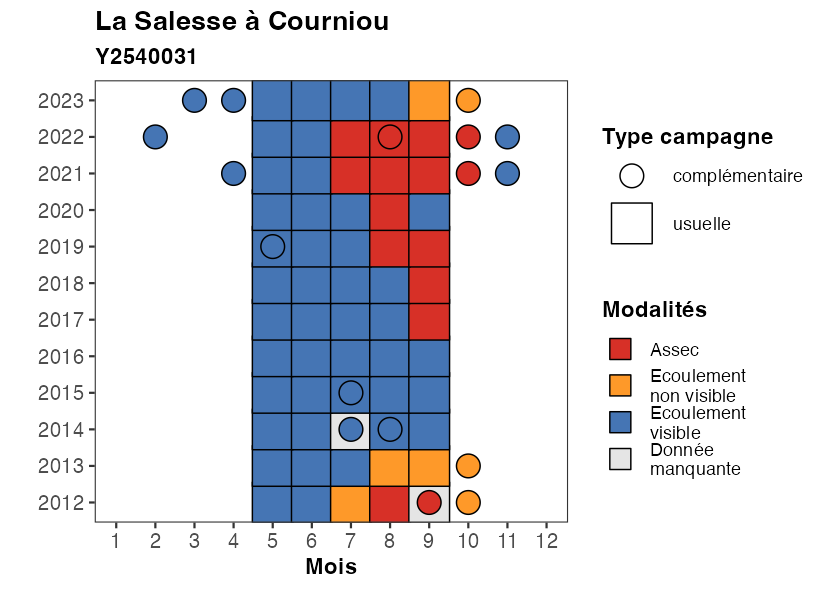 La Salesse à Courniou
Y2540031
2023
2022
2021
2020
2019
2018
2017
2016
2015
2014
2013
2012
1 2 3 4 5 6 7 8 9 10 11 12
Mois
Type campagne
complémentaire
usuelle
Modalités
Assec
Ecoulement
non visible
Ecoulement
visible
Donnée
manquante